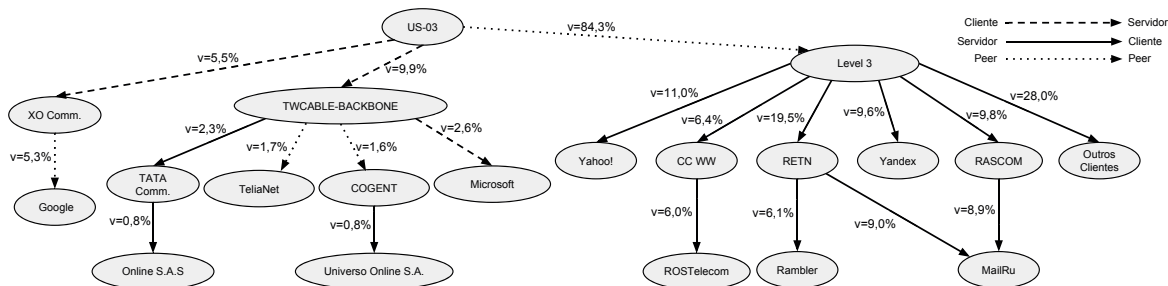 US-03
v=84,3%
Cliente
Servidor
Servidor
Cliente
Peer
Peer
v=5,5%
v=9,9%
Level 3
XO Comm.
TWCABLE-BACKBONE
v=11,0%
v=6,4%
v=19,5%
v=9,6%
v=9,8%
v=28,0%
v=5,3%
v=2,3%
v=1,7%
v=1,6%
v=2,6%
Google
TATA
Comm.
TeliaNet
COGENT
Microsoft
Yahoo!
CC WW
RETN
Yandex
RASCOM
Outros
Clientes
v=0,8%
v=0,8%
v=6,0%
v=6,1%
v=9,0%
v=8,9%
Online S.A.S
Universo Online S.A.
ROSTelecom
Rambler
MailRu